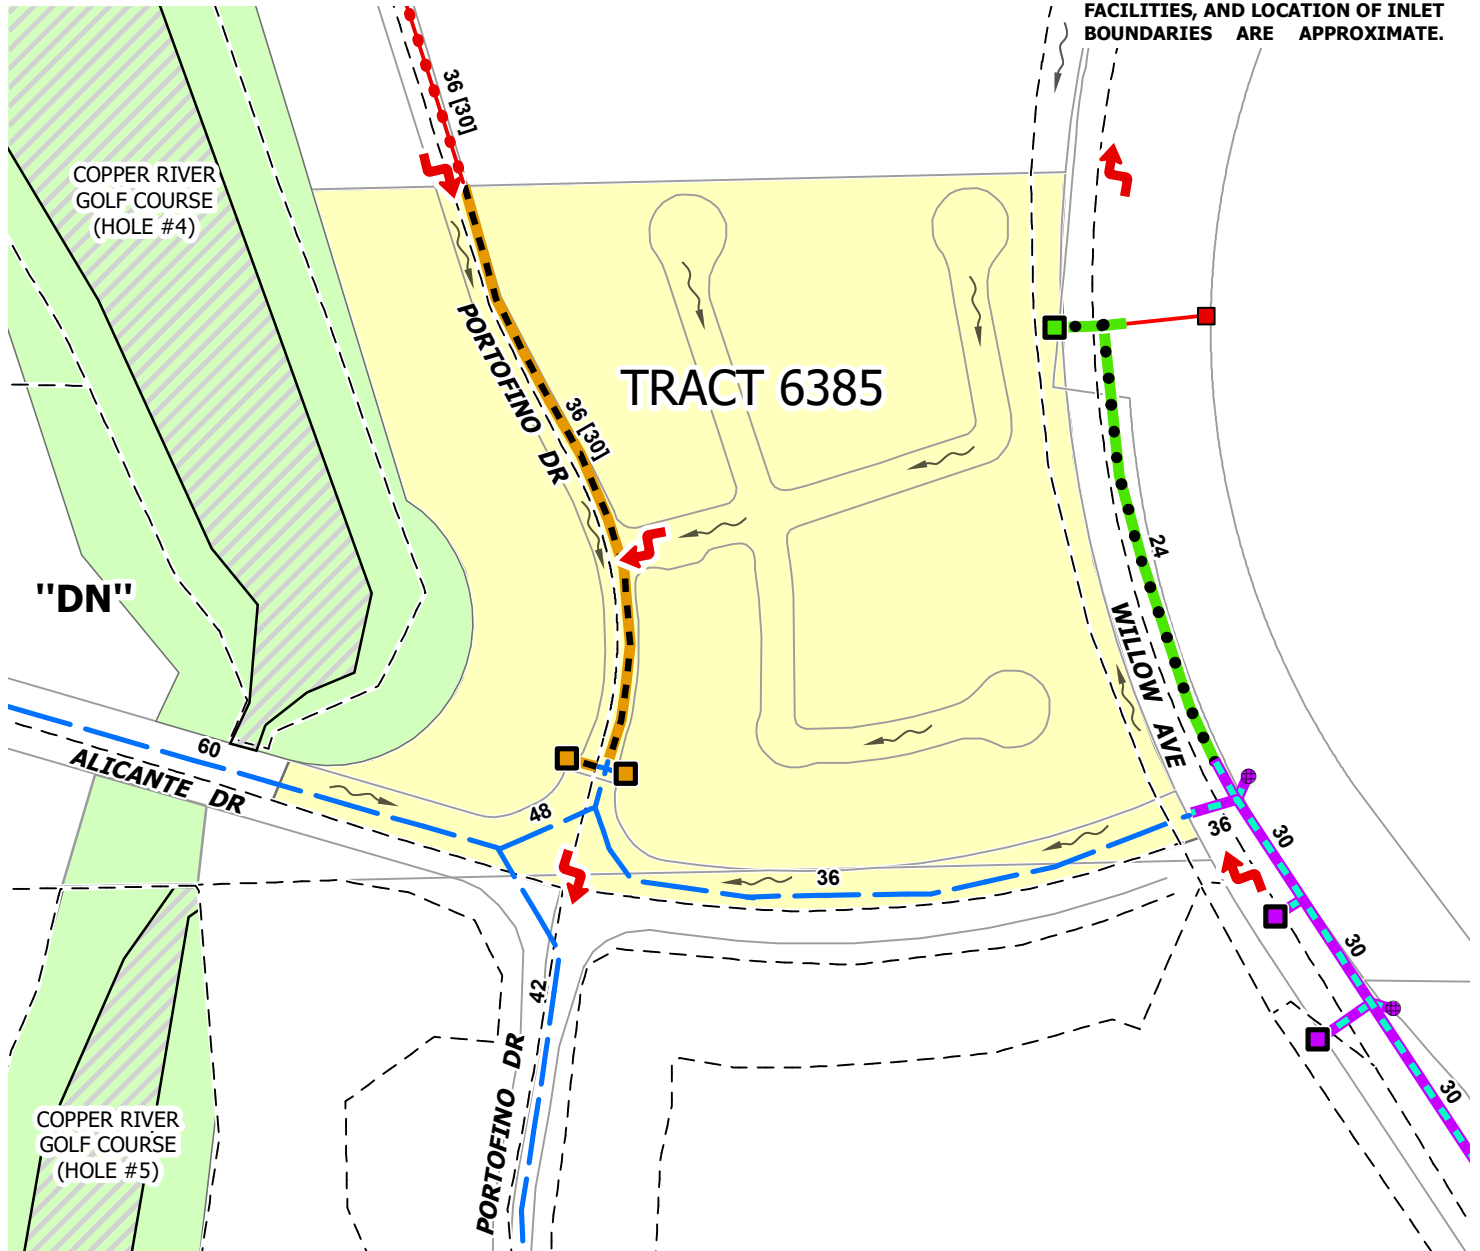 FACILITIES, AND LOCATION OF INLET
BOUNDARIES ARE APPROXIMATE.
36 [30]
COPPER RIVER
GOLF COURSE
(HOLE #4)
PORTOFINO DR
36 [30]
TRACT 6385
24
"DN"
WILLOW AVE
60
ALICANTE DR
48
36
30
36
30
42
30
PORTOFINO DR
COPPER RIVER
GOLF COURSE
(HOLE #5)